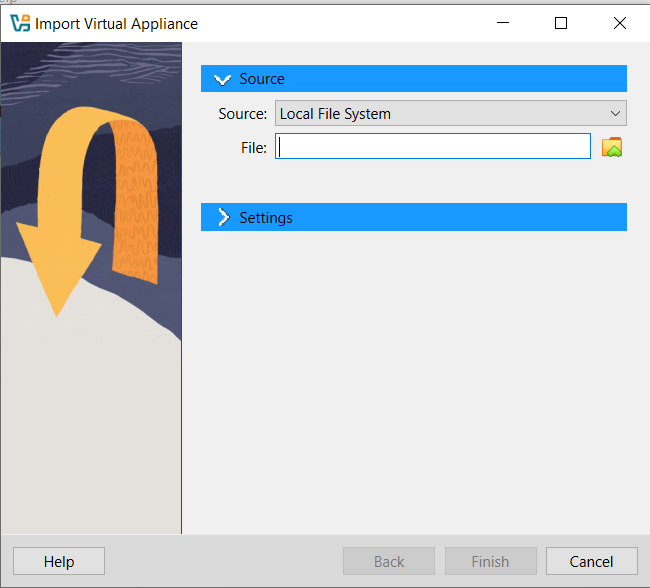 Import Virtual Appliance
Source
Source: Local File System
File:
Settings
Help Back Finish Cancel